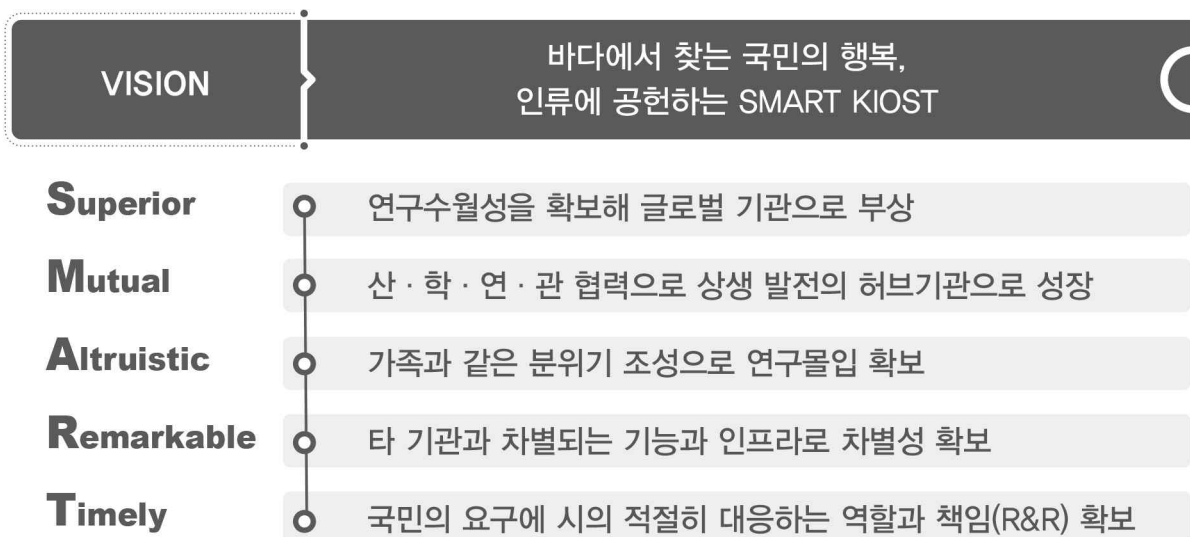 VISION
바다에서 찾는 국민의 행복,
인류에 공헌하는 SMART KIOST
Superior
연구수월성을 확보해 글로벌 기관으로 부상
Mutual
산 · 학 · 연 · 관 협력으로 상생 발전의 허브기관으로 성장
Altruistic
가족과 같은 분위기 조성으로 연구몰입 확보
Remarkable
타 기관과 차별되는 기능과 인프라로 차별성 확보
Timely
국민의 요구에 시의 적절히 대응하는 역할과 책임(R&R) 확보